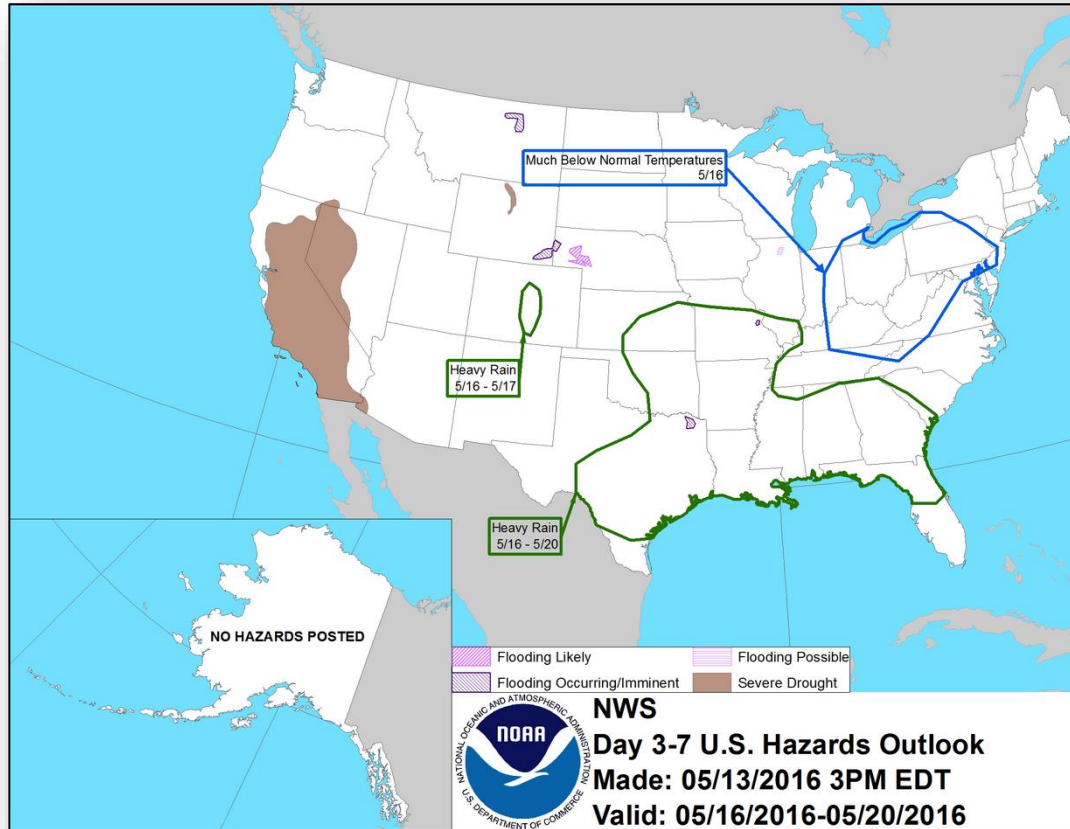 Much Below Normal Temperatures
5/16
Heavy Rain
5/16 - 5/17
Heavy Rain
5/16 - 5/20
NO HAZARDS POSTED
Flooding Likely
Flooding Possible
Flooding Occurring/Imminent
Severe Drought
NATIONAL OCEANIC AND ATMOSPHERIC ADMINISTRATION
NOAA
U.S. DEPARTMENT OF COMMERCE
NWS
Day 3-7 U.S. Hazards Outlook
Made: 05/13/2016 3PM EDT
Valid: 05/16/2016-05/20/2016